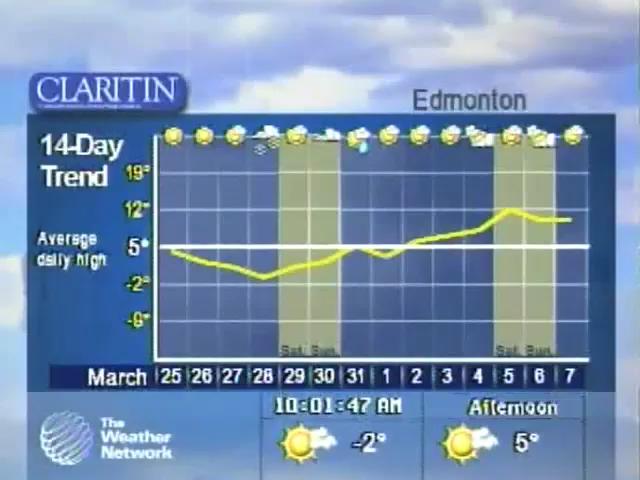 CLARITIN
Edmonton
14-Day
Trend
19°
12°
Average
daily high
5°
-2°
-9°
Sat. Sun.
Sat. Sun.
March 25 26 27 28 29 30 31 1 2 3 4 5 6 7
The
Weather
Network
10:01:47 AM
-2°
Afternoon
5°